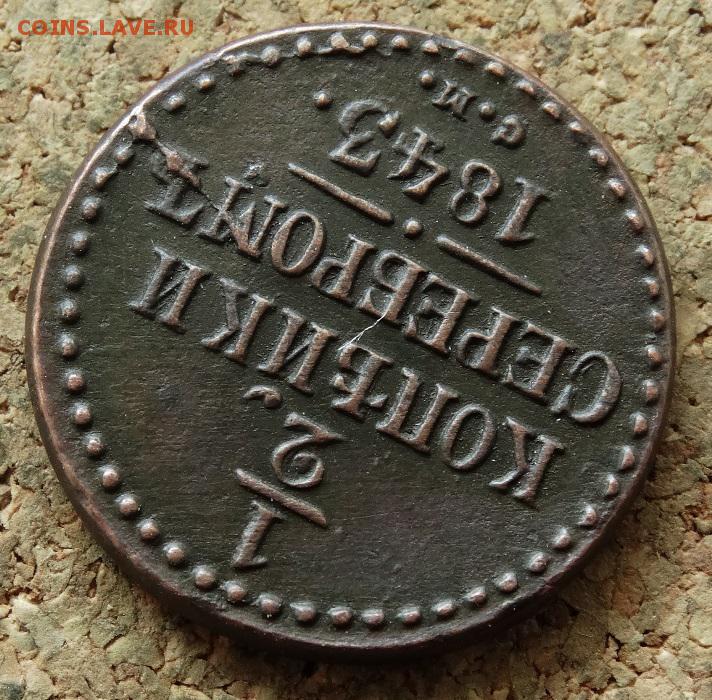 COINS.LAVE.RU
1/2
КОПѢЙКИ
СЕРЕБРОМЪ
1843
С.М.